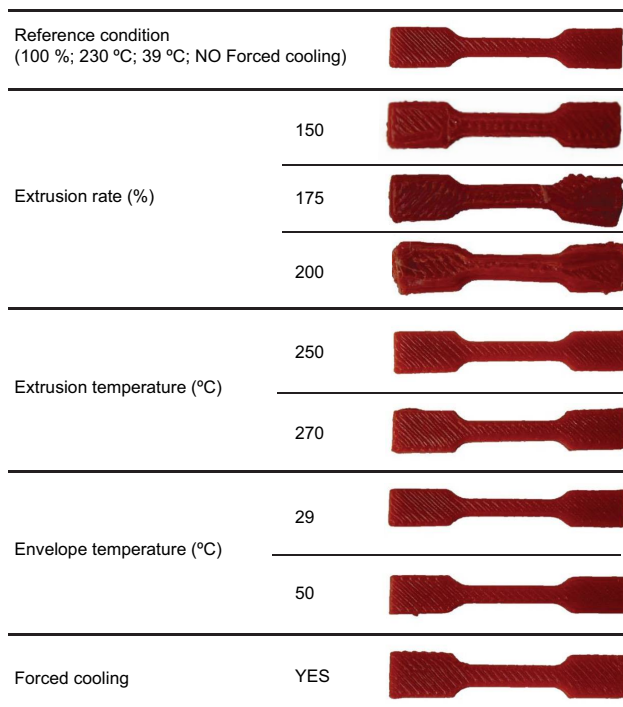 Reference condition
(100 %; 230 ºC; 39 ºC; NO Forced cooling)
150
Extrusion rate (%)
175
200
250
Extrusion temperature (ºC)
270
29
Envelope temperature (ºC)
50
Forced cooling
YES